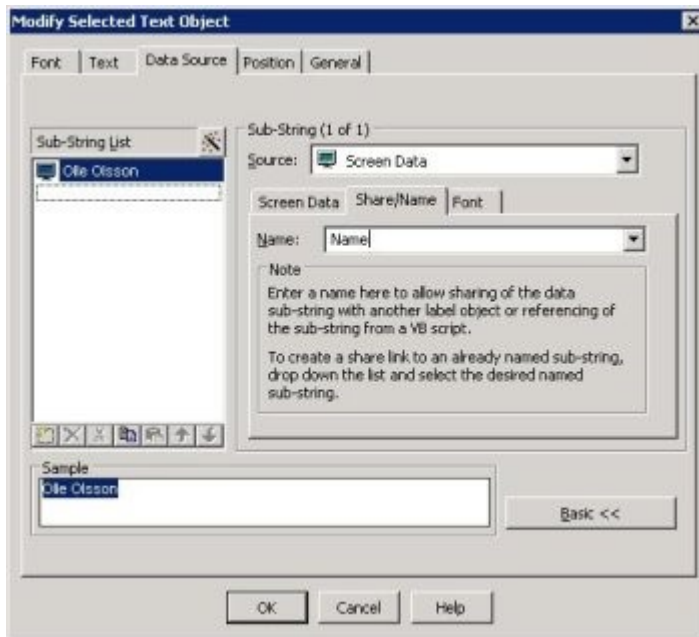 Modify Selected Text Object
Font Text Data Source Position General
Sub-String List
Olle Olsson
Sub-String (1 of 1)
Source: Screen Data
Screen Data Share/Name Font
Name: Name
Note
Enter a name here to allow sharing of the data
sub-string with another label object or referencing of
the sub-string from a VB script.
To create a share link to an already named sub-string,
drop down the list and select the desired named
sub-string.
Sample
Olle Olsson
Basic <<
OK Cancel Help